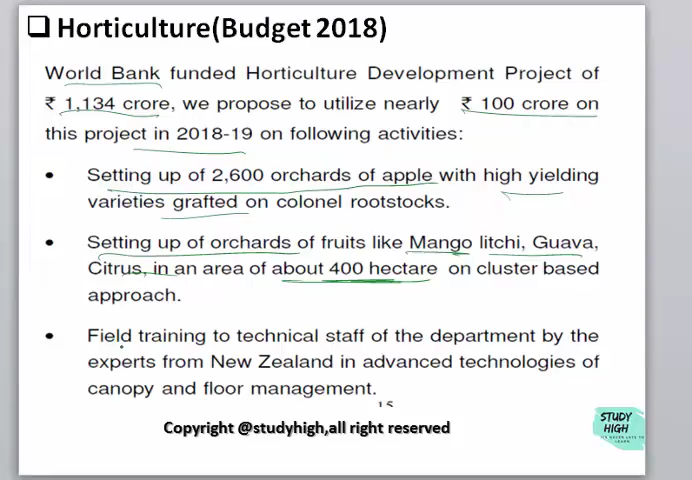 Horticulture(Budget 2018)
World Bank funded Horticulture Development Project of
₹ 1,134 crore, we propose to utilize nearly ₹ 100 crore on
this project in 2018-19 on following activities:
• Setting up of 2,600 orchards of apple with high yielding
varieties grafted on colonel rootstocks.
• Setting up of orchards of fruits like Mango litchi, Guava,
Citrus, in an area of about 400 hectare on cluster based
approach.
• Field training to technical staff of the department by the
experts from New Zealand in advanced technologies of
canopy and floor management.
15
Copyright @studyhigh,all right reserved
STUDY
HIGH